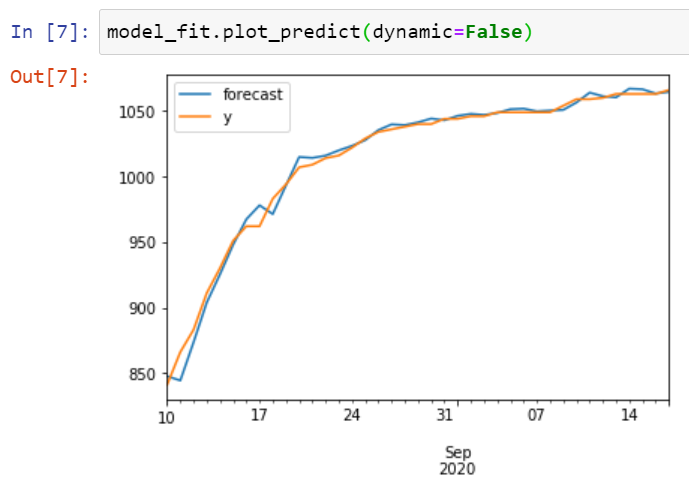 In [7]: model_fit.plot_predict(dynamic=False)
Out[7]:
forecast
y
1050
1000
950
900
850
10 17 24 31 07 14
Sep
2020